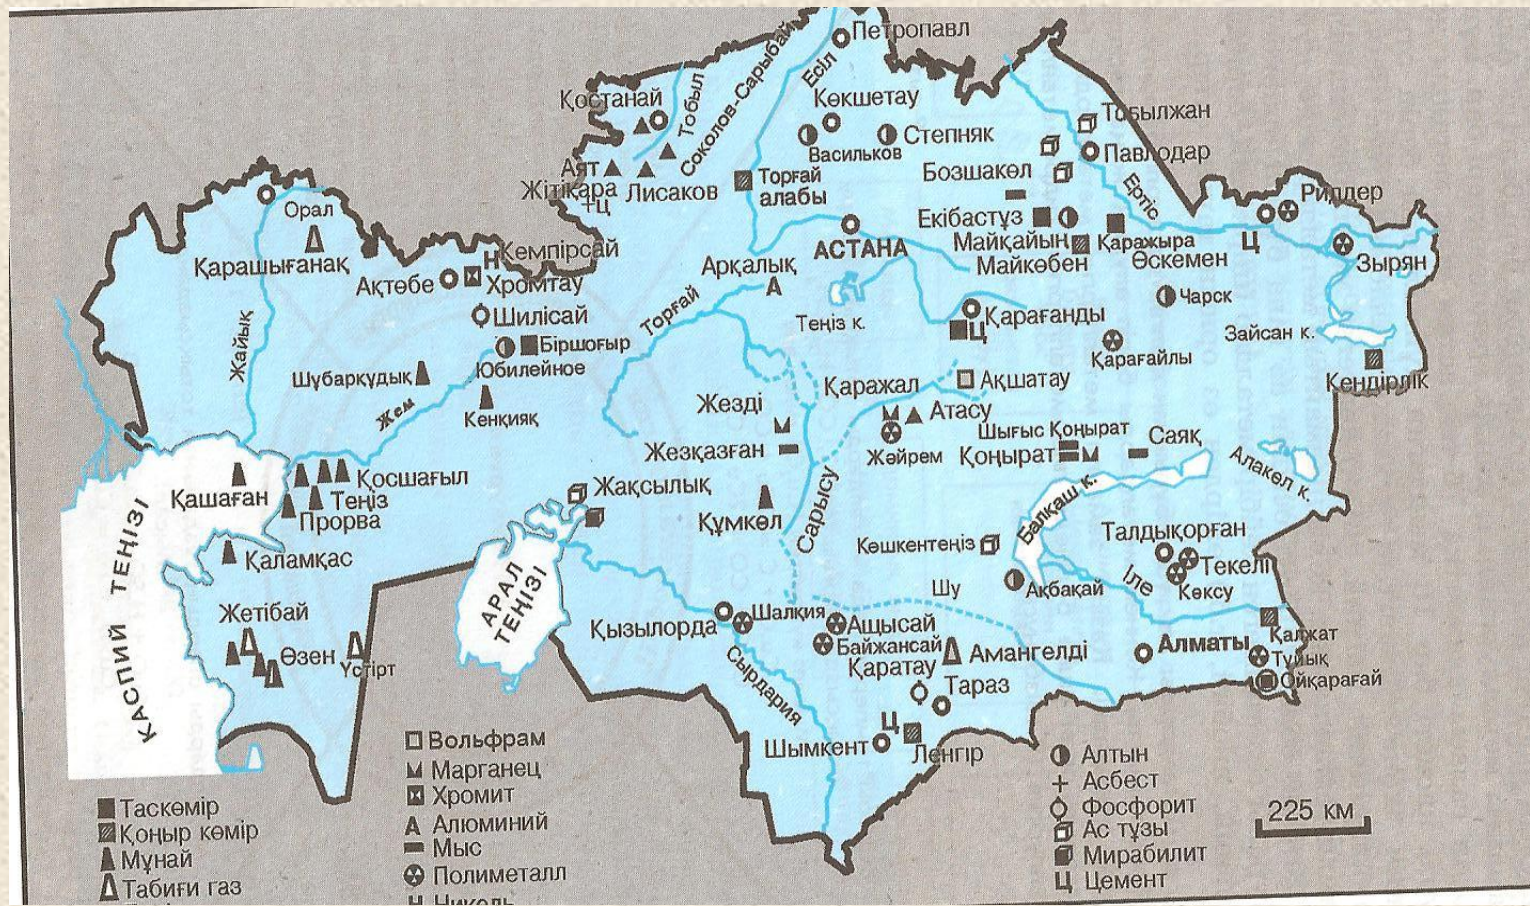 Петропавл
Есіл
Қостанай
Тобыл
Соколов-Сарыбай
Көкшетау
Тобылжан
Степняк
Васильков
Павлодар
Аят
Жітіқара
+Ц
Лисаков
Торғай
алабы
Бозшакөл
Ертіс
Риддер
Орал
Екібастұз
Ц
Кемпірсай
Н
АСТАНА
Майқайың
Қаражыра
Қарашығанақ
Арқалық
Майкөбен
Өскемен
Зырян
Ақтөбе
Хромтау
Чарск
Шилісай
Торғай
Теңіз к.
Қарағанды
Ц
Зайсан к.
Біршоғыр
Юбилейное
Қарағайлы
Жайық
Шұбарқұдық
Қаражал
Ақшатау
Кендірлік
Жем
Кенқияқ
Жезді
Атасу
Шығыс Қоңырат
Саяқ
Жезқазған
Жәйрем
Қоңырат
Алакөл к.
Қашаған
Қосшағыл
Жақсылық
Теңіз
Балқаш к.
Прорва
Құмкөл
Сарысу
Талдықорған
Көшкентеңіз
Текелі
Қаламқас
Ақбақай
Іле
Көксу
Шу
КАСПИЙ ТЕҢІЗІ
АРАЛ
ТЕҢІЗІ
Жетібай
Қызылорда
Шалқия
Ащысай
Қалжат
Байжансай
Алматы
Өзен
Үстірт
Қаратау
Амангелді
Тұйық
Сырдария
Тараз
Ойқарағай
Ц
Шымкент
Ленгір
Таскөмір
Қоңыр көмір
Мұнай
Табиғи газ
Вольфрам
Марганец
Хромит
Алюминий
Мыс
Полиметалл
Н Никель
Алтын
Асбест
Фосфорит
Ас тұзы
Мирабилит
Ц Цемент
225 км